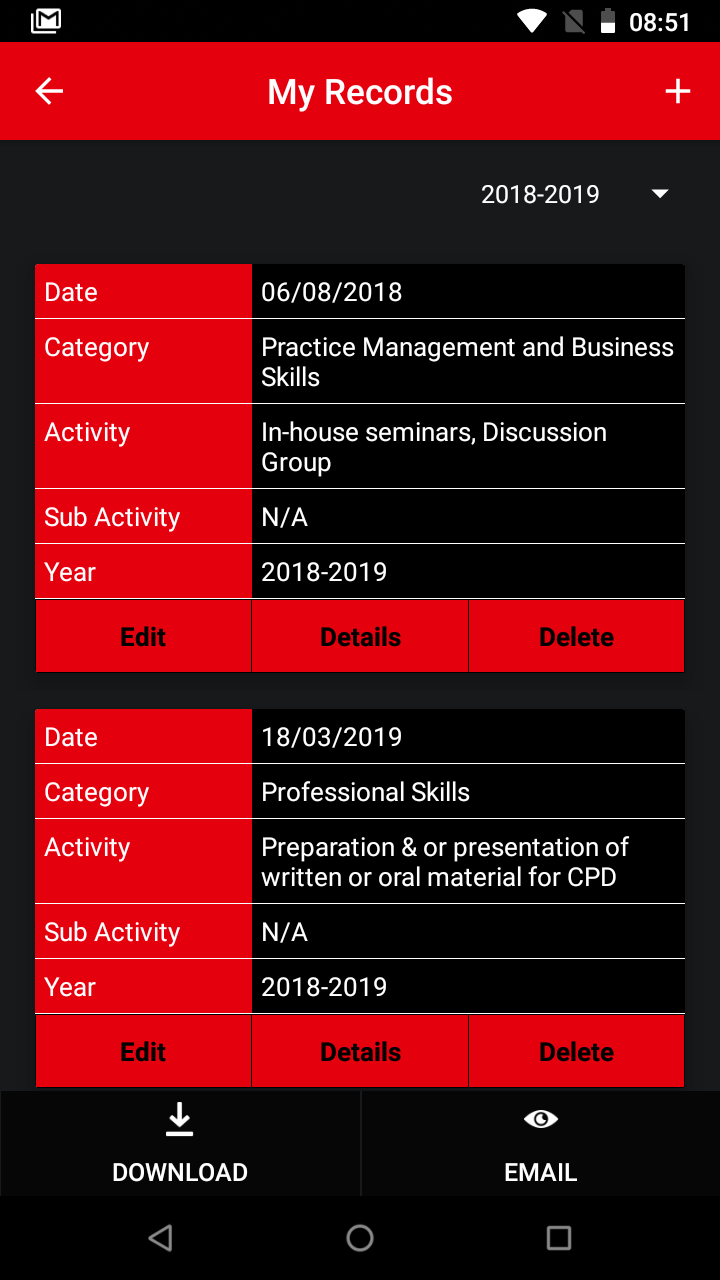 08:51
My Records
2018-2019
Date 06/08/2018
Category Practice Management and Business
Skills
Activity In-house seminars, Discussion
Group
Sub Activity N/A
Year 2018-2019
Edit Details Delete
Date 18/03/2019
Category Professional Skills
Activity Preparation & or presentation of
written or oral material for CPD
Sub Activity N/A
Year 2018-2019
Edit Details Delete
DOWNLOAD EMAIL